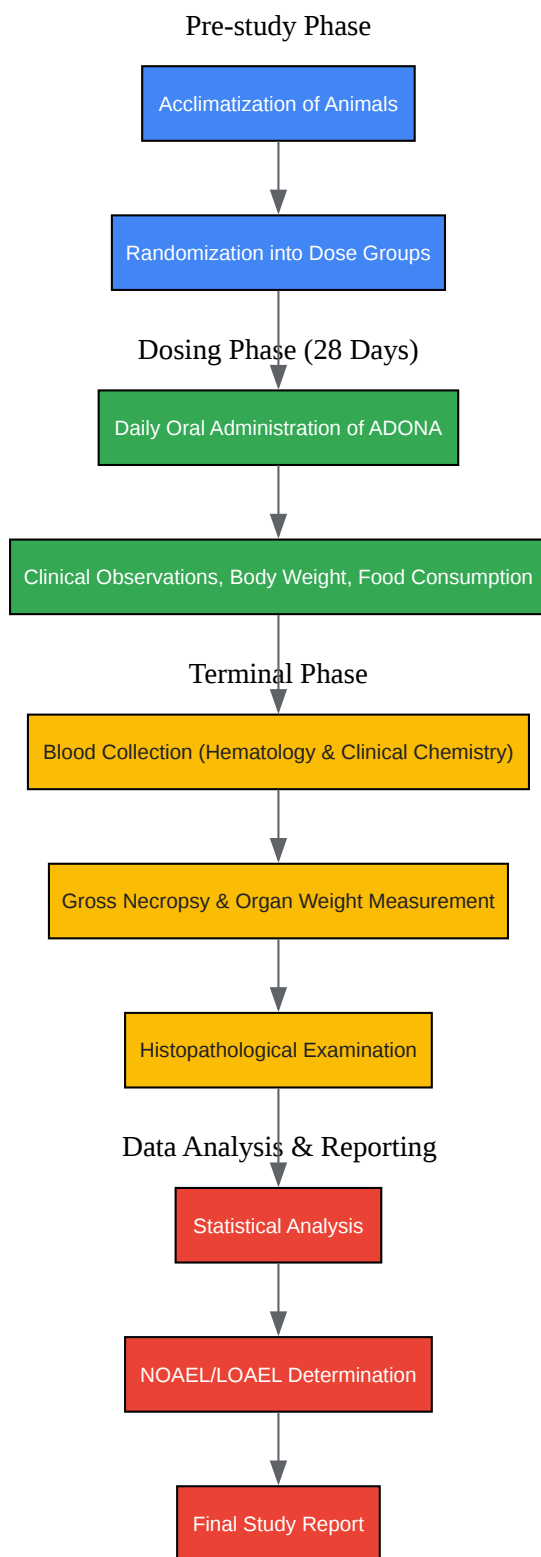 Pre-study Phase
Acclimatization of Animals
Randomization into Dose Groups
Dosing Phase (28 Days)
Daily Oral Administration of ADONA
Clinical Observations, Body Weight, Food Consumption
Terminal Phase
Blood Collection (Hematology & Clinical Chemistry)
Gross Necropsy & Organ Weight Measurement
Histopathological Examination
Data Analysis & Reporting
Statistical Analysis
NOAEL/LOAEL Determination
Final Study Report